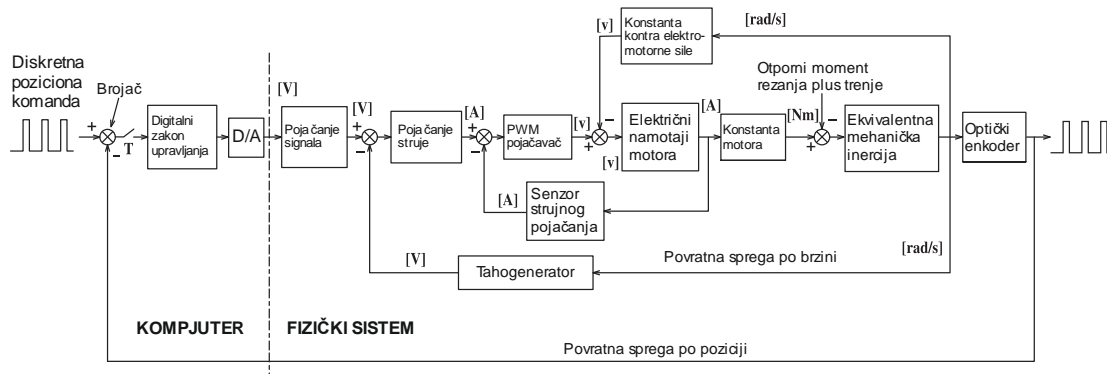 Diskretna
poziciona
komanda
Brojač
+
−
T
Digitalni
zakon
upravljanja
D/A
[V]
Pojačanje
signala
[V]
+
−
Pojačanje
struje
[A]
+
−
PWM
pojačavač
[v]
+
−
[v]
Električni
namotaji
motora
[A]
Konstanta
motora
[Nm]
+
−
Ekvivalentna
mehanička
inercija
Optički
enkoder
[v]
Konstanta
kontra elektro-
motorne sile
[rad/s]
Otporni moment
rezanja plus trenje
[A]
Senzor
strujnog
pojačanja
[V]
Tahogenerator
Povratna sprega po brzini
[rad/s]
KOMPJUTER
FIZIČKI SISTEM
Povratna sprega po poziciji